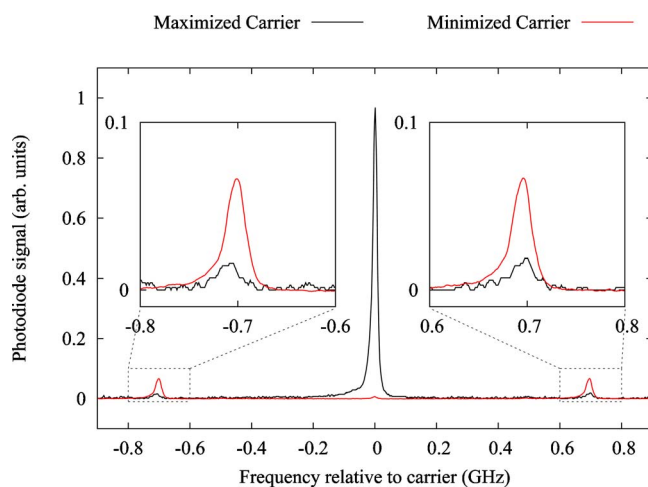 Maximized Carrier
Minimized Carrier
Photodiode signal (arb. units)
1
0.8
0.6
0.4
0.2
0
0.1
0
-0.8 -0.7 -0.6
0.1
0
0.6 0.7 0.8
-0.8 -0.6 -0.4 -0.2 0 0.2 0.4 0.6 0.8
Frequency relative to carrier (GHz)